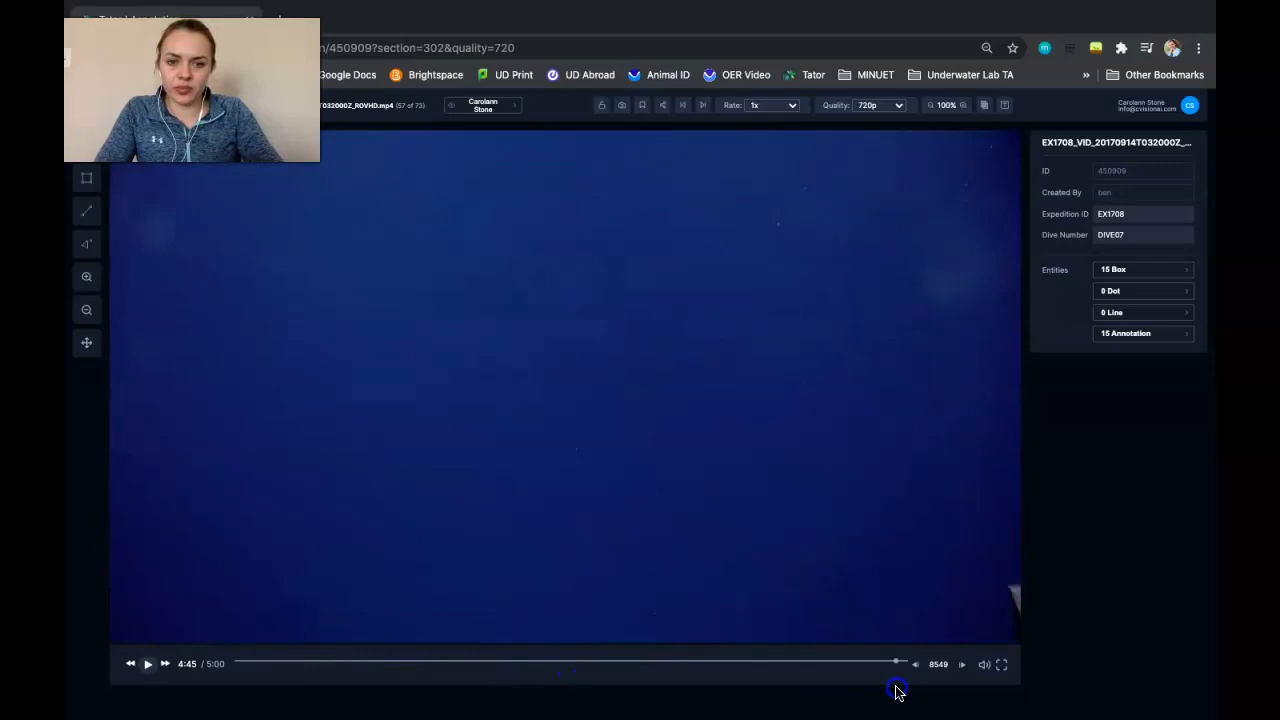 n/450909?section=302&quality=720
Google Docs Brightspace UD Print UD Abroad Animal ID OER Video Tator MINUET Underwater Lab TA » Other Bookmarks
T032000Z_ROVHD.mp4 (57 of 73) Carolann Stone Rate: 1x Quality: 720p 100% Carolann Stone
info@cvisionai.com CS
EX1708_VID_20170914T032000Z_...
ID 450909
Created By ben
Expedition ID EX1708
Dive Number DIVE07
Entities 15 Box
0 Dot
0 Line
15 Annotation
4:45 / 5:00 8549